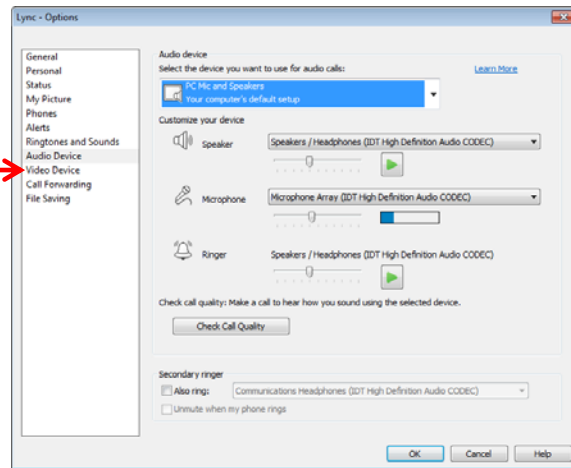 Lync - Options
General
Personal
Status
My Picture
Phones
Alerts
Ringtones and Sounds
Audio Device
Video Device
Call Forwarding
File Saving
Audio device
Select the device you want to use for audio calls:
Learn More
PC Mic and Speakers
Your computer's default setup
Customize your device
Speaker
Speakers / Headphones (IDT High Definition Audio CODEC)
Microphone
Microphone Array (IDT High Definition Audio CODEC)
Ringer
Speakers / Headphones (IDT High Definition Audio CODEC)
Check call quality: Make a call to hear how you sound using the selected device.
Check Call Quality
Secondary ringer
Also ring:
Communications Headphones (IDT High Definition Audio CODEC)
Unmute when my phone rings
OK
Cancel
Help